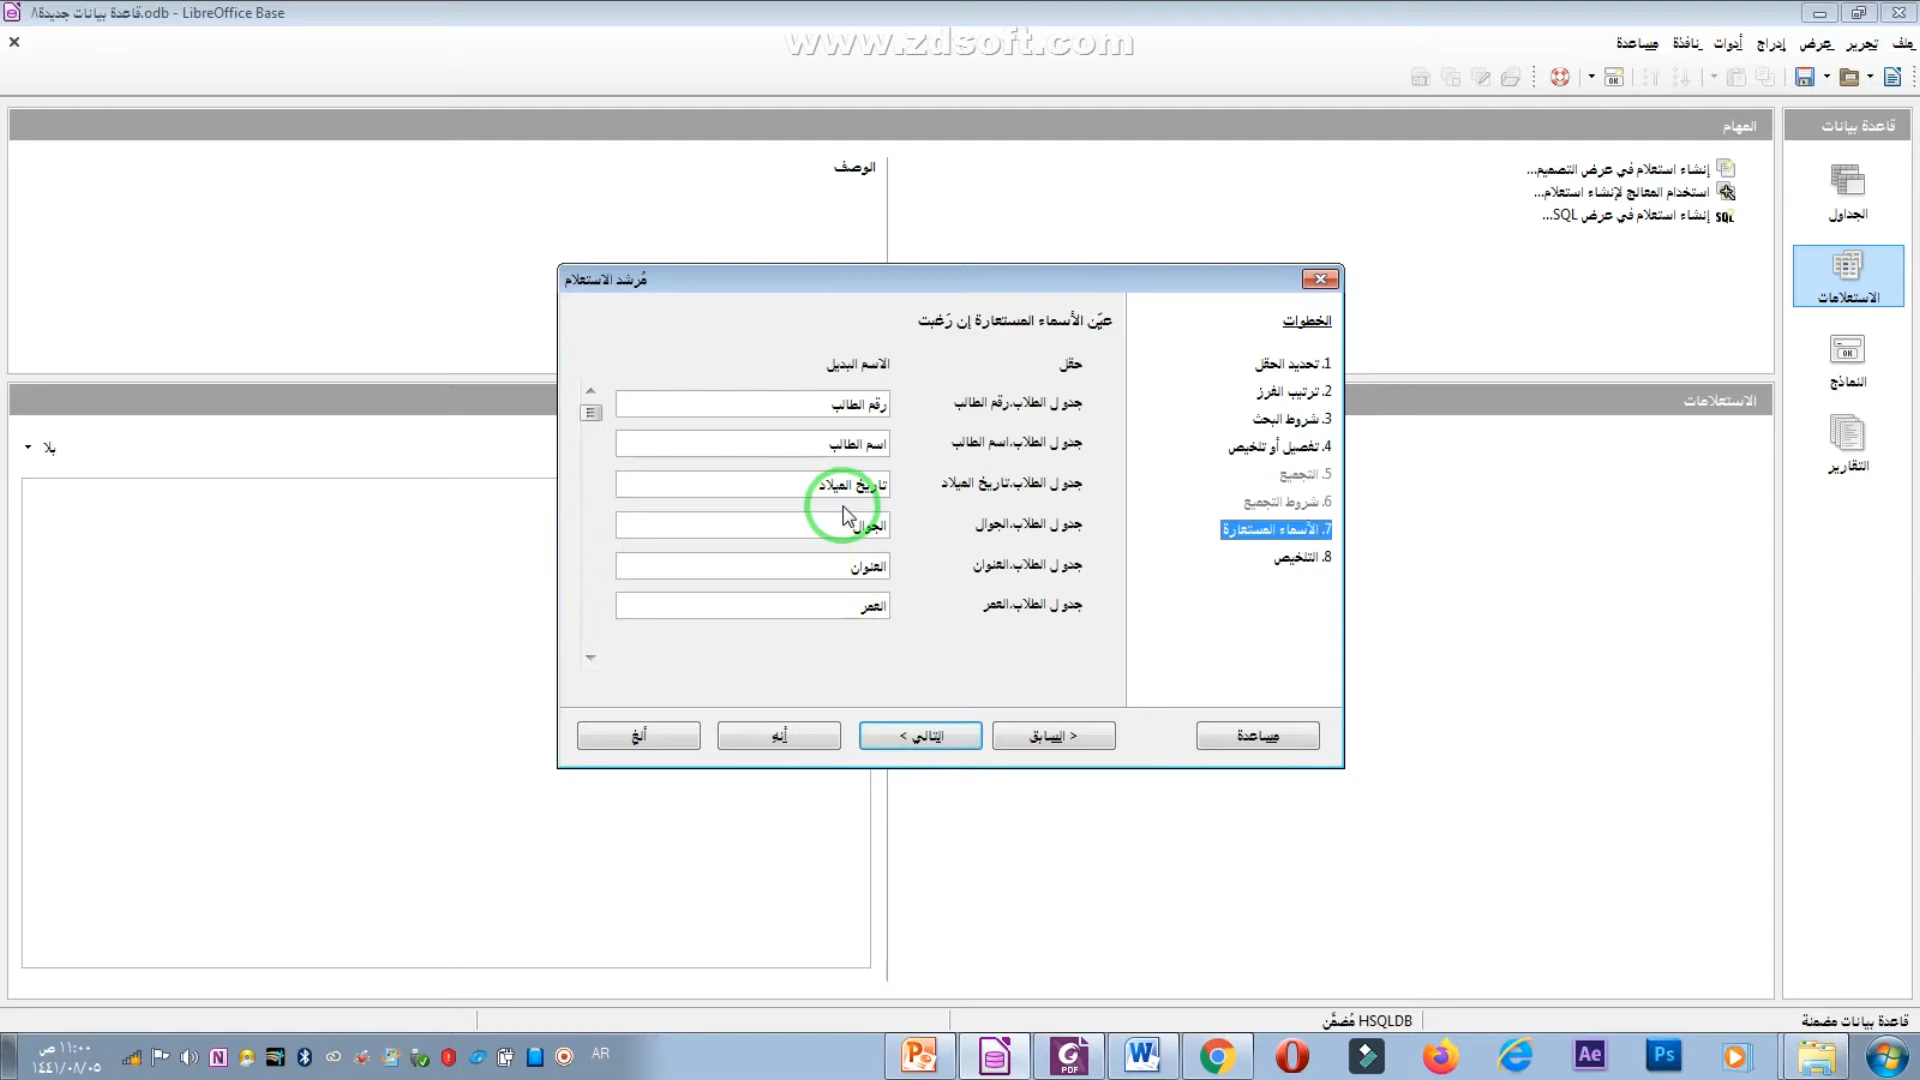 قاعدة بيانات جديدة٨.odb - LibreOffice Base
www.zdsoft.com
ملف تحرير عرض إدراج أدوات نافذة مساعدة
قاعدة بيانات
الجداول
الاستعلامات
النماذج
التقارير
المهام
إنشاء استعلام في عرض التصميم...
استخدام المعالج لإنشاء استعلام...
إنشاء استعلام في عرض SQL...
الوصف
الاستعلامات
بلا
مُرشد الاستعلام
الخطوات
1. تحديد الحقل
2. ترتيب الفرز
3. شروط البحث
4. تفصيل أو تلخيص
5. التجميع
6. شروط التجميع
7. الأسماء المستعارة
8. التلخيص
عيّن الأسماء المستعارة إن رَغبت
حقل الاسم البديل
جدول الطلاب.رقم الطالب رقم الطالب
جدول الطلاب.اسم الطالب اسم الطالب
جدول الطلاب.تاريخ الميلاد تاريخ الميلاد
جدول الطلاب.الجوال الجوال
جدول الطلاب.العنوان العنوان
جدول الطلاب.العمر العمر
مساعدة < السابق التالي > أنهِ ألغِ
قاعدة بيانات مضمنة HSQLDB مُضمَّن
AR
١١:٠٠ ص
١٤٤١/٠٨/٠٥